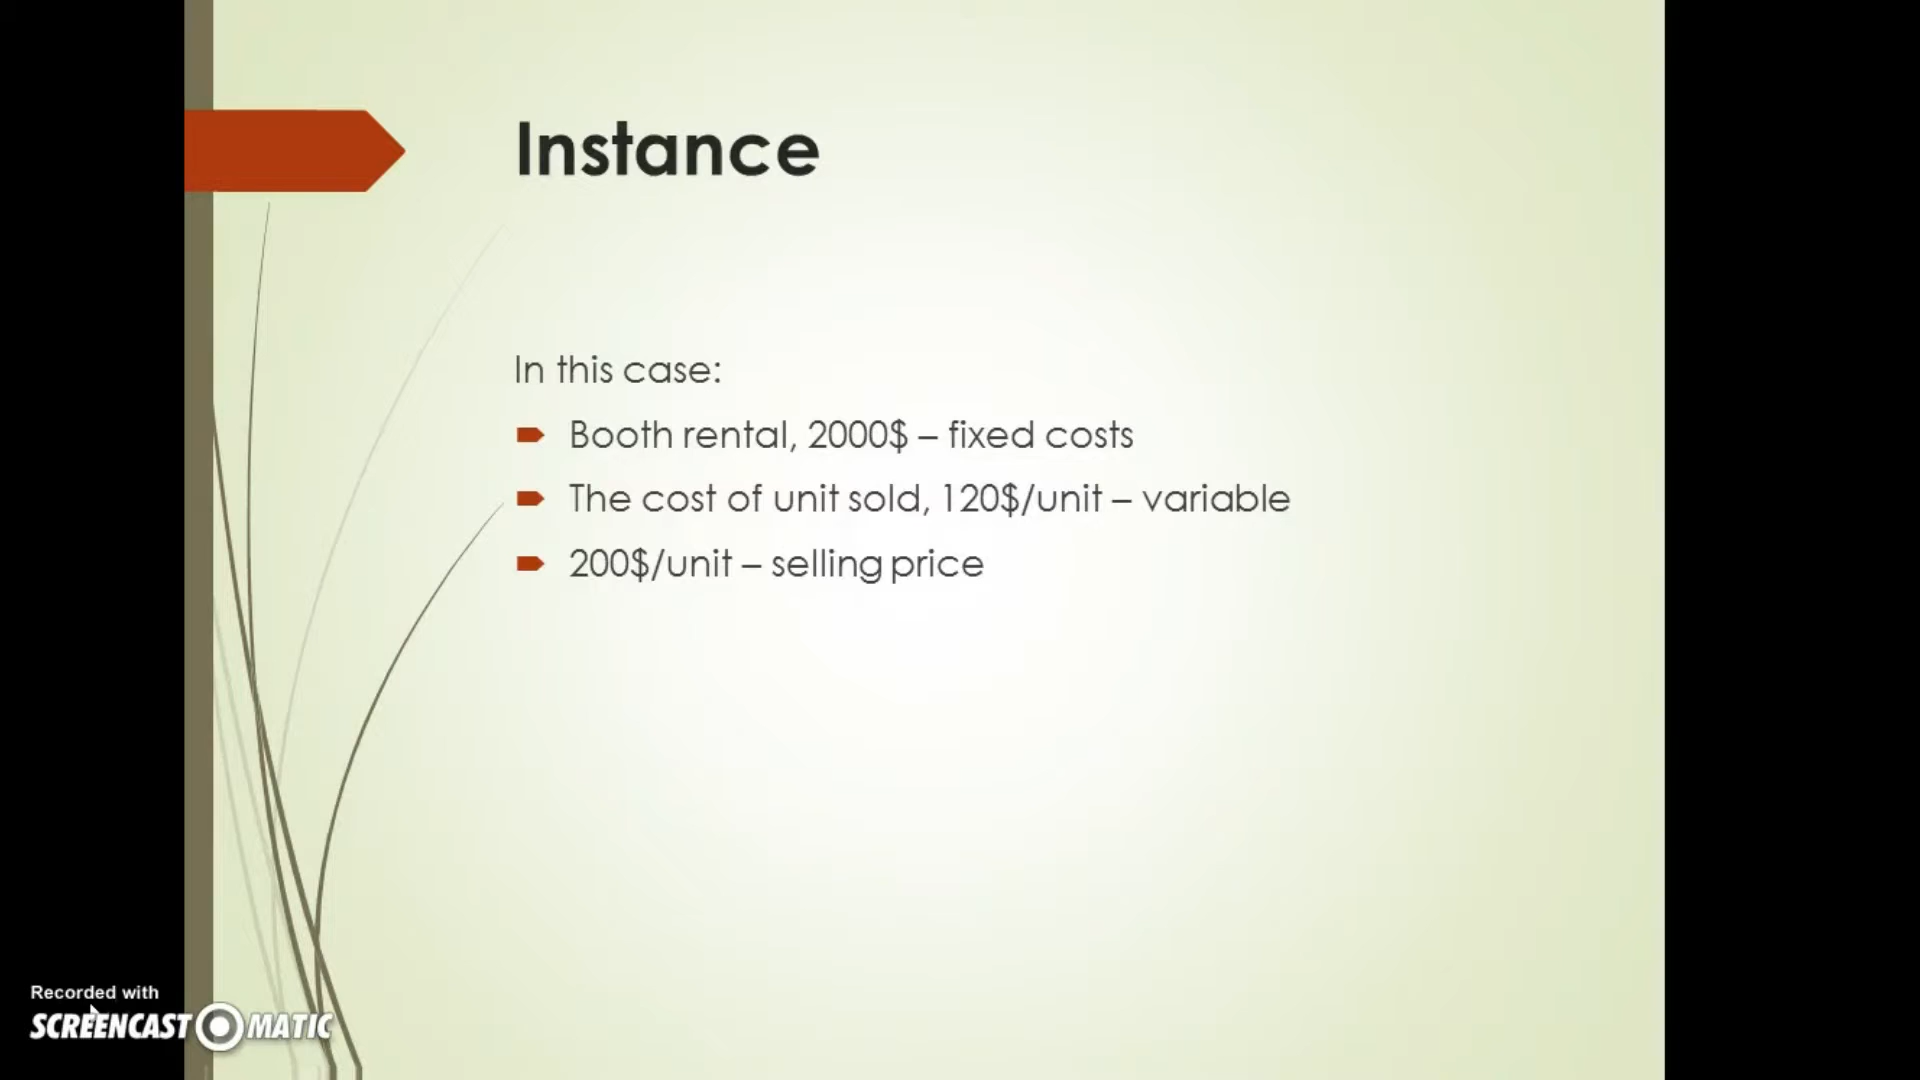 Instance
In this case:
Booth rental, 2000$ – fixed costs
The cost of unit sold, 120$/unit – variable
200$/unit – selling price
Recorded with
SCREENCAST MATIC